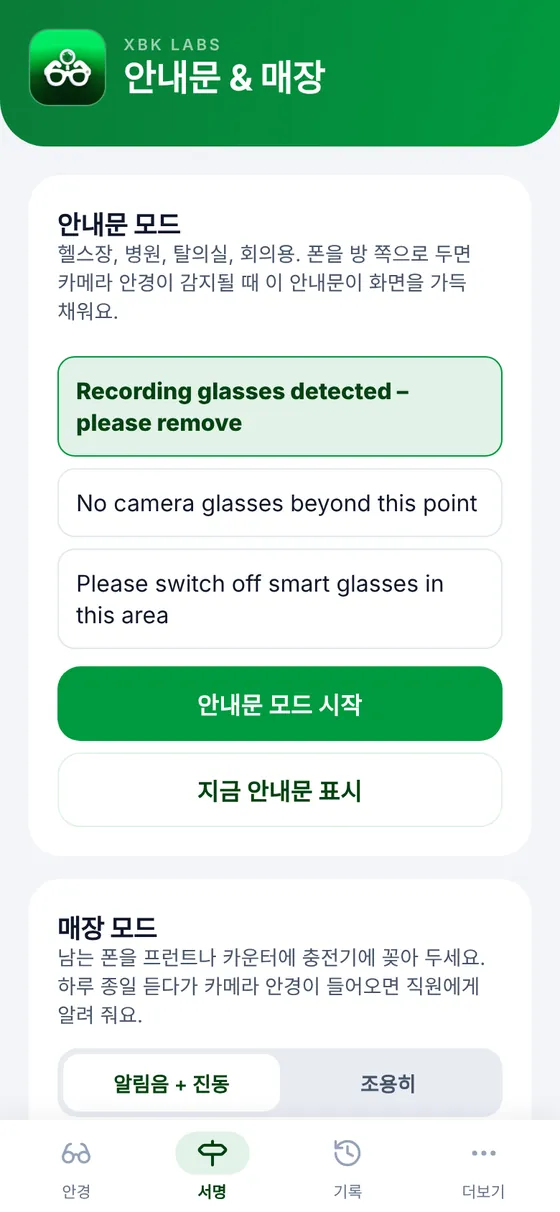 XBK LABS
안내문 & 매장
안내문 모드
헬스장, 병원, 탈의실, 회의용. 폰을 방 쪽으로 두면
카메라 안경이 감지될 때 이 안내문이 화면을 가득
채워요.
Recording glasses detected –
please remove
No camera glasses beyond this point
Please switch off smart glasses in
this area
안내문 모드 시작
지금 안내문 표시
매장 모드
남는 폰을 프런트나 카운터에 충전기에 꽂아 두세요.
하루 종일 듣다가 카메라 안경이 들어오면 직원에게
알려 줘요.
알림음 + 진동
조용히
안경
서명
기록
더보기